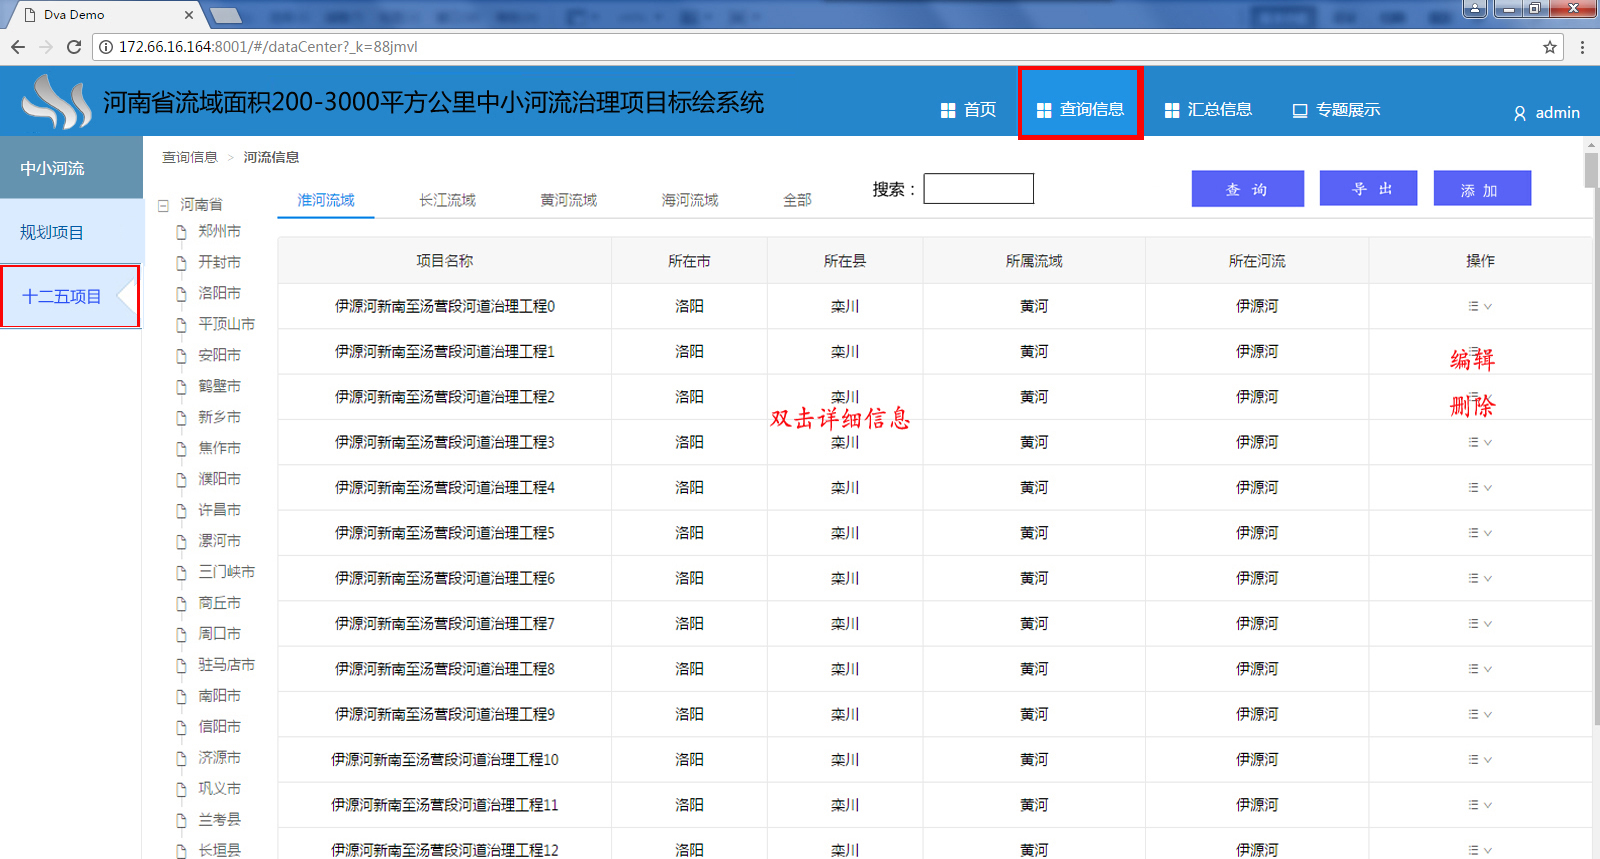 Dva Demo
172.66.16.164:8001/#/dataCenter?_k=88jmvl
河南省流域面积200-3000平方公里中小河流治理项目标绘系统
首页
查询信息
汇总信息
专题展示
admin
中小河流
规划项目
十二五项目
查询信息 > 河流信息
河南省
郑州市
开封市
洛阳市
平顶山市
安阳市
鹤壁市
新乡市
焦作市
濮阳市
许昌市
漯河市
三门峡市
商丘市
周口市
驻马店市
南阳市
信阳市
济源市
巩义市
兰考县
长垣县
淮河流域 长江流域 黄河流域 海河流域 全部
搜索：
查 询
导 出
添 加
项目名称 所在市 所在县 所属流域 所在河流 操作
伊源河新南至汤营段河道治理工程0 洛阳 栾川 黄河 伊源河
伊源河新南至汤营段河道治理工程1 洛阳 栾川 黄河 伊源河
编辑
伊源河新南至汤营段河道治理工程2 洛阳 栾川 黄河 伊源河
删除
双击详细信息
伊源河新南至汤营段河道治理工程3 洛阳 栾川 黄河 伊源河
伊源河新南至汤营段河道治理工程4 洛阳 栾川 黄河 伊源河
伊源河新南至汤营段河道治理工程5 洛阳 栾川 黄河 伊源河
伊源河新南至汤营段河道治理工程6 洛阳 栾川 黄河 伊源河
伊源河新南至汤营段河道治理工程7 洛阳 栾川 黄河 伊源河
伊源河新南至汤营段河道治理工程8 洛阳 栾川 黄河 伊源河
伊源河新南至汤营段河道治理工程9 洛阳 栾川 黄河 伊源河
伊源河新南至汤营段河道治理工程10 洛阳 栾川 黄河 伊源河
伊源河新南至汤营段河道治理工程11 洛阳 栾川 黄河 伊源河
伊源河新南至汤营段河道治理工程12 洛阳 栾川 黄河 伊源河